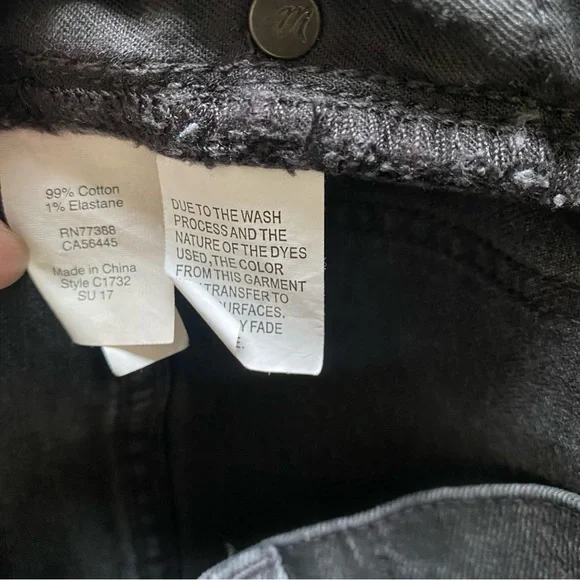 99% Cotton
1% Elastane
RN77388
CA56445
Made in China
Style C1732
SU 17
DUE TO THE WASH
PROCESS AND THE
NATURE OF THE DYES
USED ,THE COLOR
FROM THIS GARMENT
TRANSFER TO
FADE